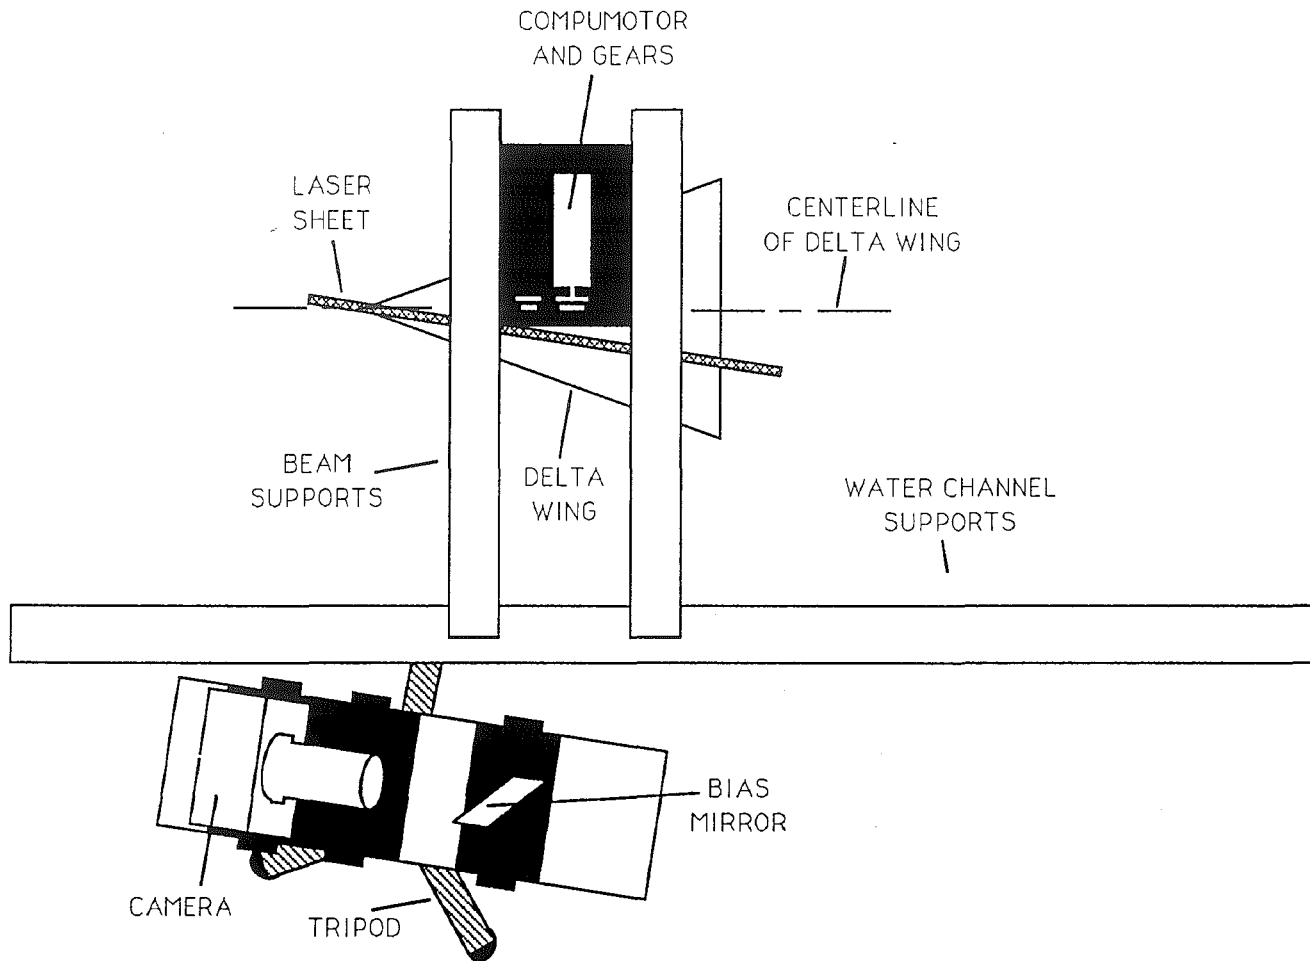 COMPUMOTOR
AND GEARS
LASER
SHEET
CENTERLINE
OF DELTA WING
BEAM
SUPPORTS
DELTA
WING
WATER CHANNEL
SUPPORTS
BIAS
MIRROR
CAMERA
TRIPOD